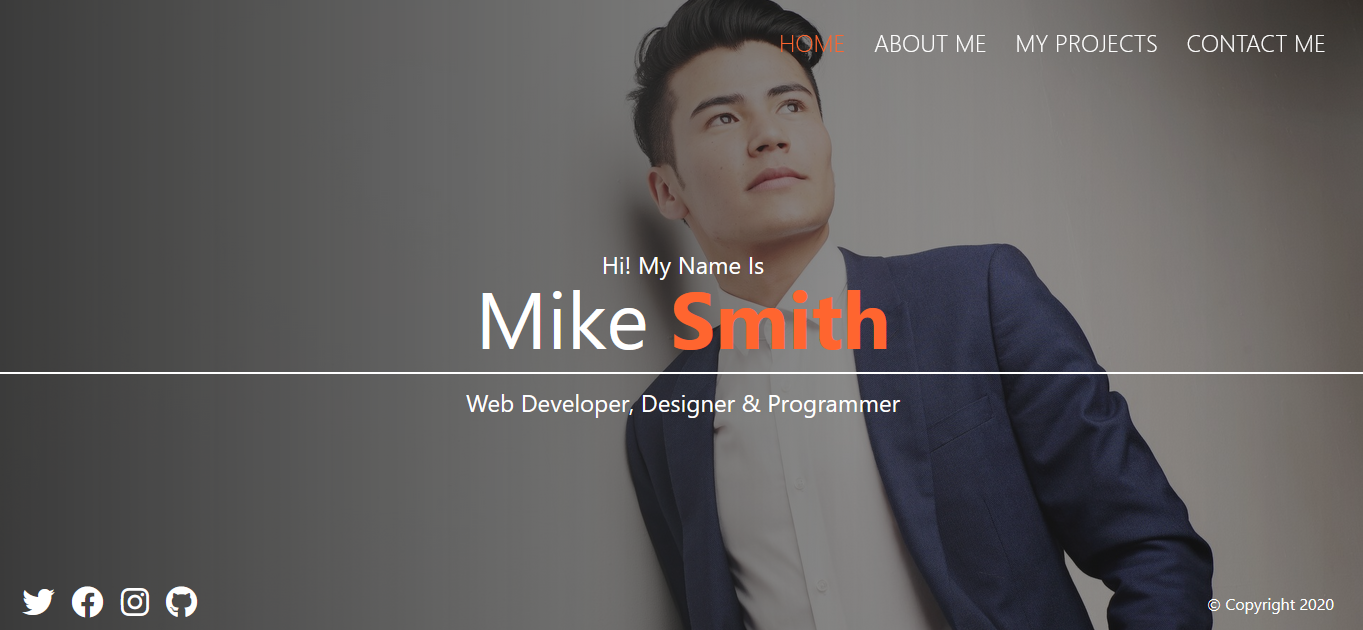 HOME ABOUT ME MY PROJECTS CONTACT ME
Hi! My Name Is
Mike Smith
Web Developer, Designer & Programmer
© Copyright 2020